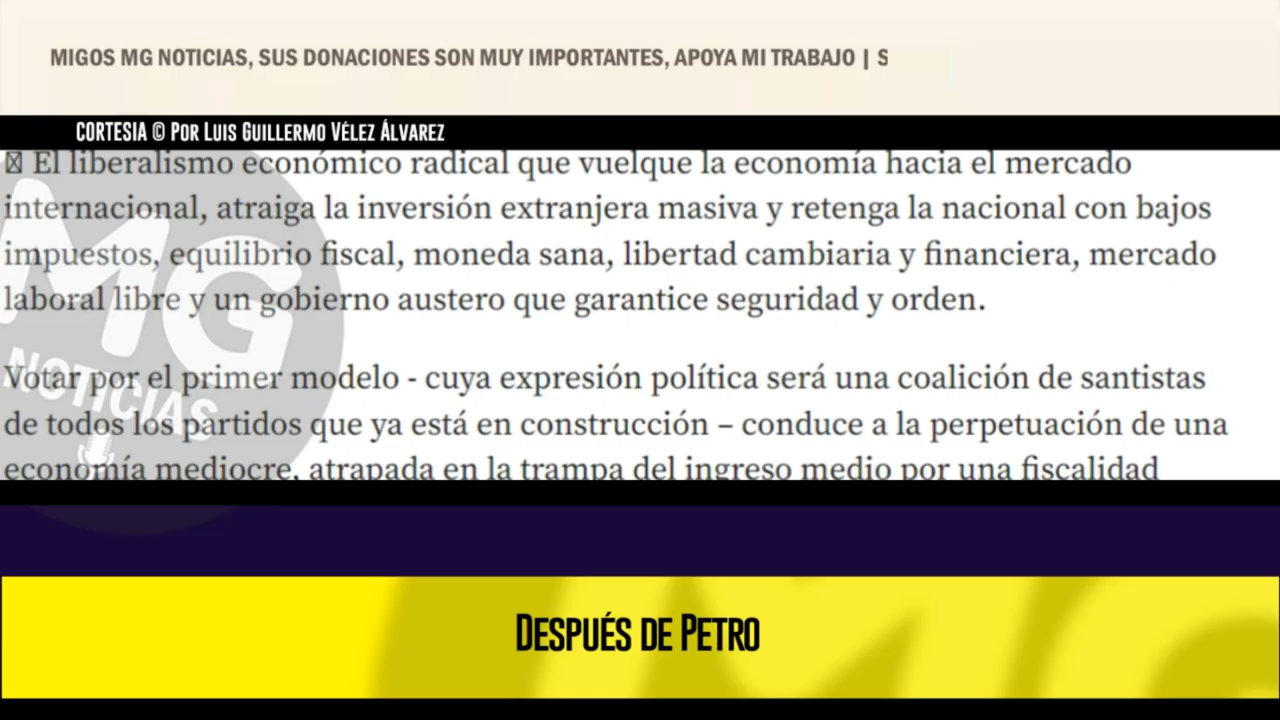 MIGOS MG NOTICIAS, SUS DONACIONES SON MUY IMPORTANTES, APOYA MI TRABAJO | S
CORTESIA © POR LUIS GUILLERMO VÉLEZ ÁLVAREZ
El liberalismo económico radical que vuelque la economía hacia el mercado
internacional, atraiga la inversión extranjera masiva y retenga la nacional con bajos
impuestos, equilibrio fiscal, moneda sana, libertad cambiaria y financiera, mercado
laboral libre y un gobierno austero que garantice seguridad y orden.
Votar por el primer modelo - cuya expresión política será una coalición de santistas
de todos los partidos que ya está en construcción – conduce a la perpetuación de una
economía mediocre, atrapada en la trampa del ingreso medio por una fiscalidad
MG
NOTICIAS
DESPUÉS DE PETRO